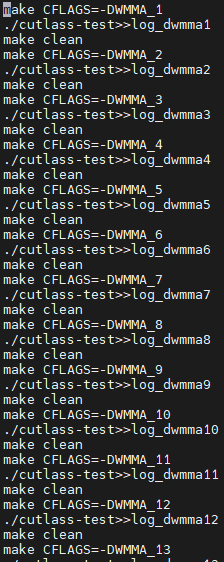 make CFLAGS=-DWMMA_1
./cutlass-test>>log_dwmma1
make clean
make CFLAGS=-DWMMA_2
./cutlass-test>>log_dwmma2
make clean
make CFLAGS=-DWMMA_3
./cutlass-test>>log_dwmma3
make clean
make CFLAGS=-DWMMA_4
./cutlass-test>>log_dwmma4
make clean
make CFLAGS=-DWMMA_5
./cutlass-test>>log_dwmma5
make clean
make CFLAGS=-DWMMA_6
./cutlass-test>>log_dwmma6
make clean
make CFLAGS=-DWMMA_7
./cutlass-test>>log_dwmma7
make clean
make CFLAGS=-DWMMA_8
./cutlass-test>>log_dwmma8
make clean
make CFLAGS=-DWMMA_9
./cutlass-test>>log_dwmma9
make clean
make CFLAGS=-DWMMA_10
./cutlass-test>>log_dwmma10
make clean
make CFLAGS=-DWMMA_11
./cutlass-test>>log_dwmma11
make clean
make CFLAGS=-DWMMA_12
./cutlass-test>>log_dwmma12
make clean
make CFLAGS=-DWMMA_13